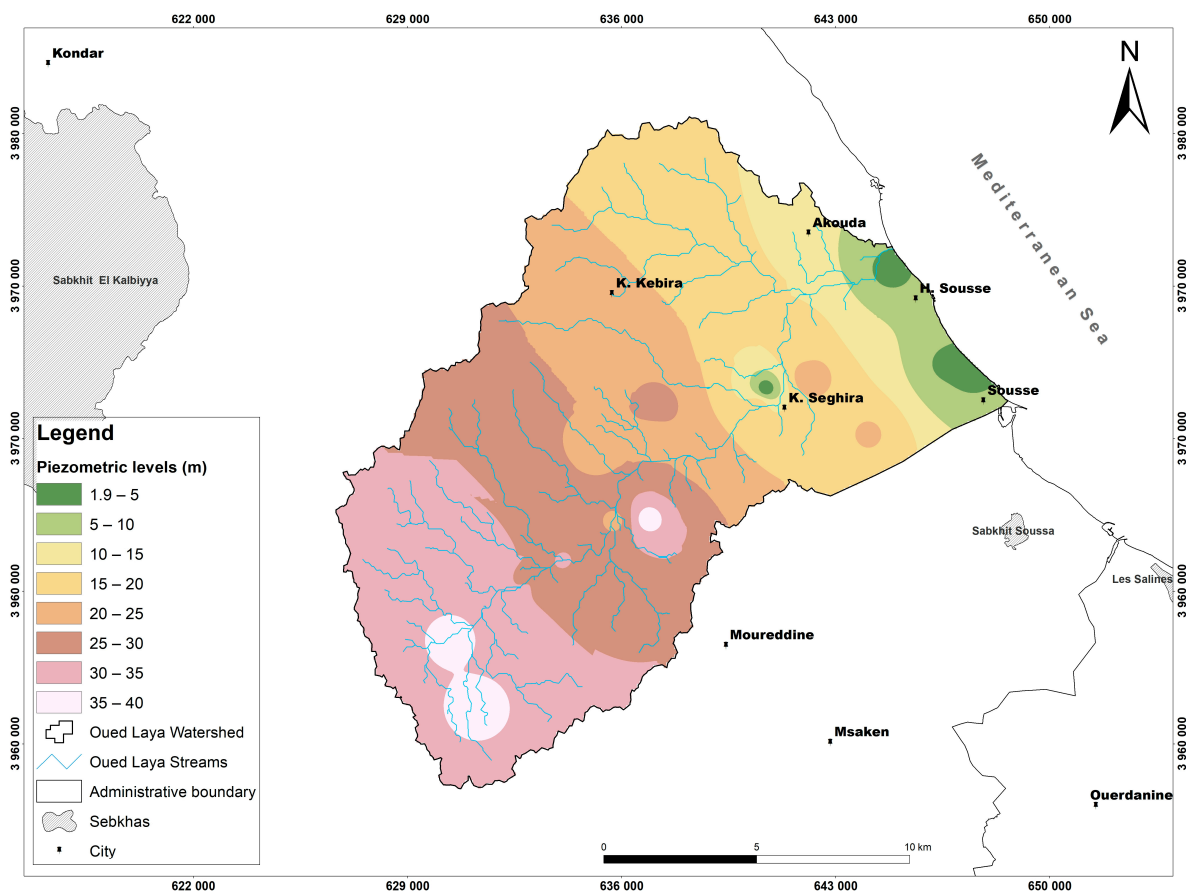 622 000 629 000 636 000 643 000 650 000
Kondar
N
3 980 000
3 980 000
Mediterranean Sea
Akouda
Sabkhit El Kalbiyya
K. Kebira
H. Sousse
3 970 000
3 970 000
K. Seghira
Sousse
3 970 000
3 970 000
Legend
Piezometric levels (m)
1.9 – 5
5 – 10
10 – 15
15 – 20
20 – 25
25 – 30
30 – 35
35 – 40
Oued Laya Watershed
Oued Laya Streams
Administrative boundary
Sebkhas
City
Sabkhit Soussa
Les Salines
3 960 000
3 960 000
Moureddine
Msaken
3 960 000
3 960 000
Ouerdanine
0 5 10 km
622 000 629 000 636 000 643 000 650 000